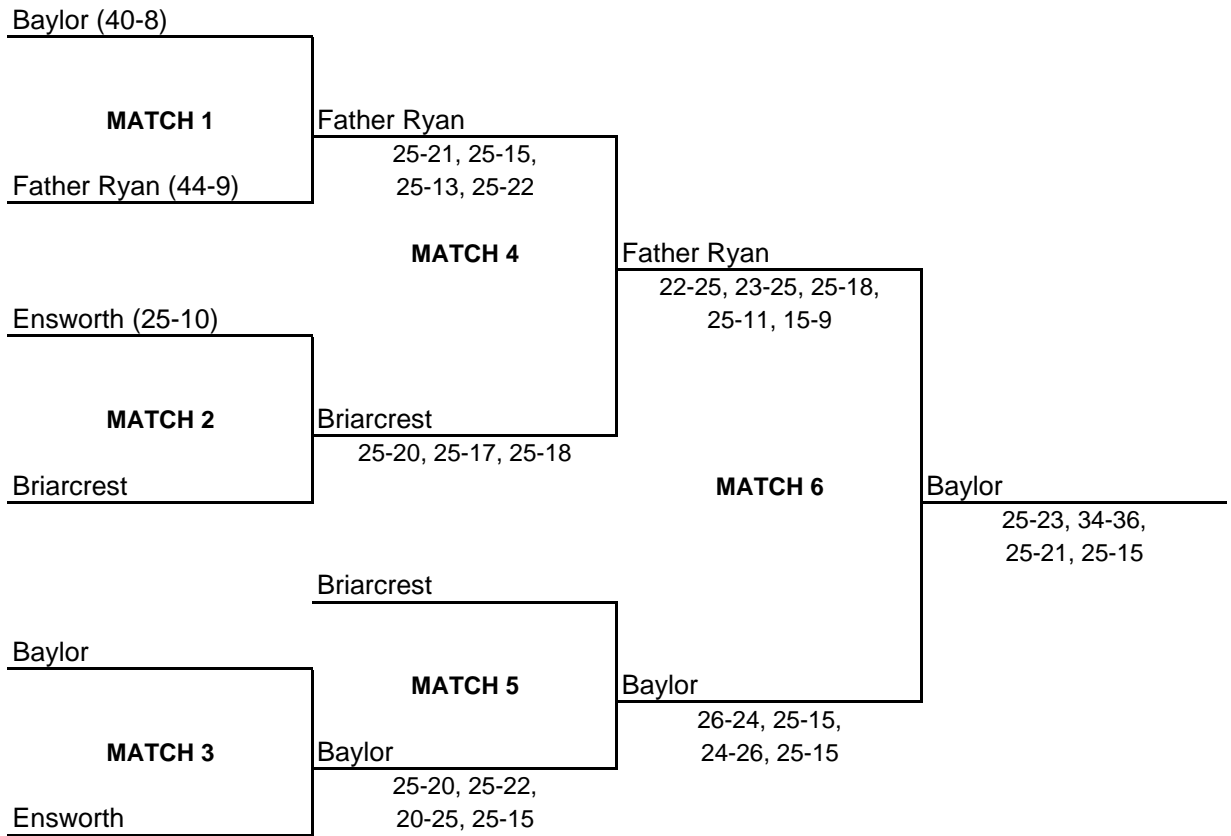 Baylor (40-8)
MATCH 1
Father Ryan
25-21, 25-15,
25-13, 25-22
Father Ryan (44-9)
MATCH 4
Father Ryan
22-25, 23-25, 25-18,
25-11, 15-9
Ensworth (25-10)
MATCH 2
Briarcrest
25-20, 25-17, 25-18
Briarcrest
MATCH 6
Baylor
25-23, 34-36,
25-21, 25-15
Briarcrest
Baylor
MATCH 5
Baylor
26-24, 25-15,
24-26, 25-15
MATCH 3
Baylor
25-20, 25-22,
20-25, 25-15
Ensworth